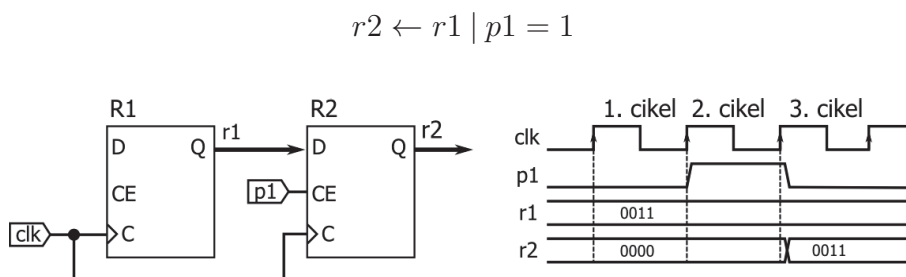 r2 ← r1 | p1 = 1
R1
D
Q
CE
C
clk
r1
R2
D
Q
CE
C
p1
r2
1. cikel 2. cikel 3. cikel
clk
p1
r1 0011
r2 0000 0011